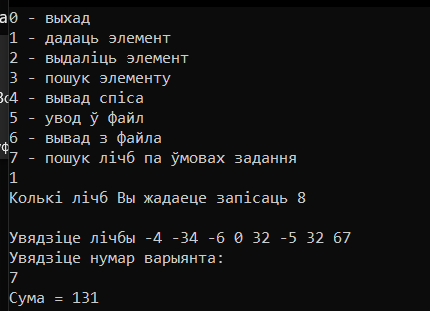 0 - выхад
1 - дадаць элемент
2 - выдаліць элемент
3 - пошук элементу
4 - вывад спіса
5 - увод ў файл
6 - вывад з файла
7 - пошук лічб па ўмовах задання
1
Колькі лічб Вы жадаеце запісаць 8
Увядзіце лічбы -4 -34 -6 0 32 -5 32 67
Увядзіце нумар варыянта:
7
Сума = 131